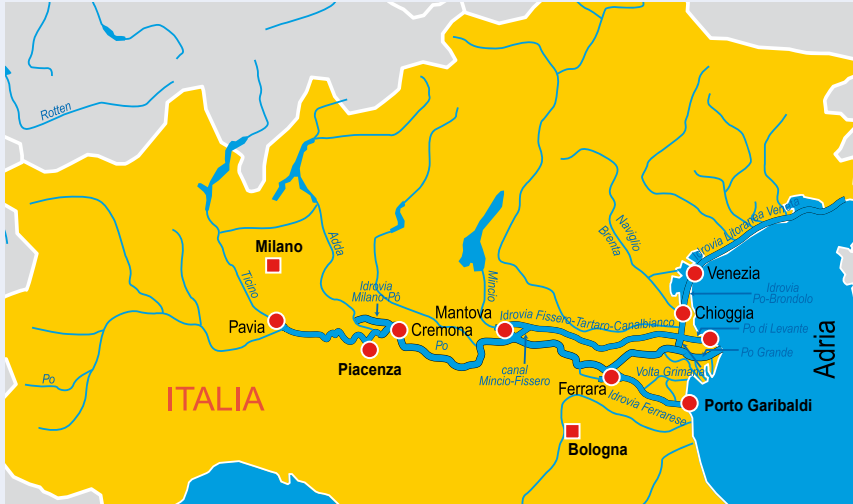 Rotten
Idrovia Litoranea Veneta
Naviglio
Brenta
Milano
Adda
Venezia
Ticino
Mincio
Idrovia
Po-Brondolo
Idrovia
Milano-Pò
Mantova
Idrovia Fissero-Tartaro-Canalbianco
Chioggia
Pavia
Cremona
Po di Levante
Po
Po Grande
Adria
Piacenza
canal
Mincio-Fissero
Volta Grimana
Po
Ferrara
ITALIA
Idrovia Ferrarese
Porto Garibaldi
Bologna